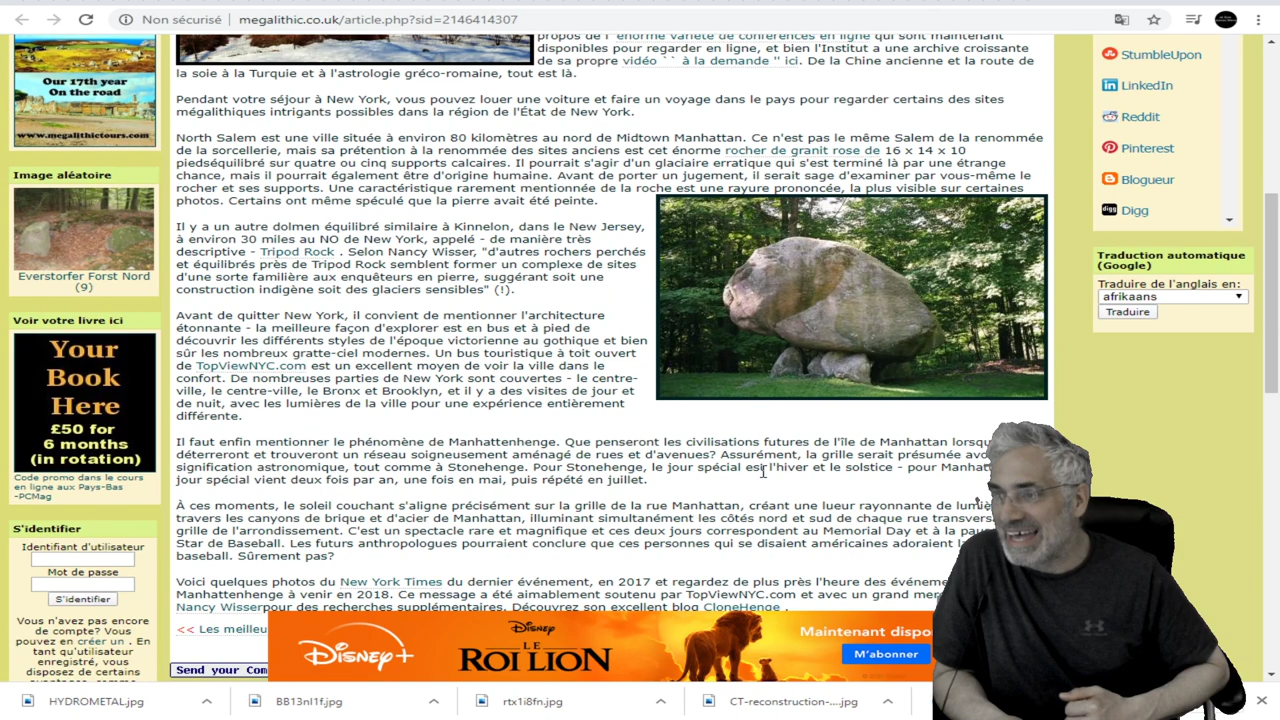 Non sécurisé
megalithic.co.uk/article.php?sid=2146414307
Our 17th year
On the road
www.megalithictours.com
Image aléatoire
Everstorfer Forst Nord
(9)
Voir votre livre ici
Your
Book
Here
£50 for
6 months
(in rotation)
Code promo dans le cours
en ligne aux Pays-Bas
-PCMag
S'identifier
Identifiant d'utilisateur
Mot de passe
S'identifier
Vous n'avez pas encore
de compte? Vous
pouvez en créer un . En
tant qu'utilisateur
enregistré, vous
disposez de certains
propos de l' enorme variété de conférences en ligne qui sont maintenant
disponibles pour regarder en ligne, et bien l'Institut a une archive croissante
de sa propre vidéo `` à la demande '' ici. De la Chine ancienne et la route de
la soie à la Turquie et à l'astrologie gréco-romaine, tout est là.
Pendant votre séjour à New York, vous pouvez louer une voiture et faire un voyage dans le pays pour regarder certains des sites
mégalithiques intrigants possibles dans la région de l'État de New York.
North Salem est une ville située à environ 80 kilomètres au nord de Midtown Manhattan. Ce n'est pas le même Salem de la renommée
de la sorcellerie, mais sa prétention à la renommée des sites anciens est cet énorme rocher de granit rose de 16 x 14 x 10
piedséquilibré sur quatre ou cinq supports calcaires. Il pourrait s'agir d'un glaciaire erratique qui s'est terminé là par une étrange
chance, mais il pourrait également être d'origine humaine. Avant de porter un jugement, il serait sage d'examiner par vous-même le
rocher et ses supports. Une caractéristique rarement mentionnée de la roche est une rayure prononcée, la plus visible sur certaines
photos. Certains ont même spéculé que la pierre avait été peinte.
Il y a un autre dolmen équilibré similaire à Kinnelon, dans le New Jersey,
à environ 30 miles au NO de New York, appelé - de manière très
descriptive - Tripod Rock . Selon Nancy Wisser, "d'autres rochers perchés
et équilibrés près de Tripod Rock semblent former un complexe de sites
d'une sorte familière aux enquêteurs en pierre, suggérant soit une
construction indigène soit des glaciers sensibles" (!).
Avant de quitter New York, il convient de mentionner l'architecture
étonnante - la meilleure façon d'explorer est en bus et à pied de
découvrir les différents styles de l'époque victorienne au gothique et bien
sûr les nombreux gratte-ciel modernes. Un bus touristique à toit ouvert
de TopViewNYC.com est un excellent moyen de voir la ville dans le
confort. De nombreuses parties de New York sont couvertes - le centre-
ville, le centre-ville, le Bronx et Brooklyn, et il y a des visites de jour et
de nuit, avec les lumières de la ville pour une expérience entièrement
différente.
Il faut enfin mentionner le phénomène de Manhattenhenge. Que penseront les civilisations futures de l'île de Manhattan lorsqu
déterreront et trouveront un réseau soigneusement aménagé de rues et d'avenues? Assurément, la grille serait présumée avo
signification astronomique, tout comme à Stonehenge. Pour Stonehenge, le jour spécial est l'hiver et le solstice - pour Manhat
jour spécial vient deux fois par an, une fois en mai, puis répété en juillet.
À ces moments, le soleil couchant s'aligne précisément sur la grille de la rue Manhattan, créant une lueur rayonnante de lumiè
travers les canyons de brique et d'acier de Manhattan, illuminant simultanément les côtés nord et sud de chaque rue transvers
grille de l'arrondissement. C'est un spectacle rare et magnifique et ces deux jours correspondent au Memorial Day et à la pau
Star de Baseball. Les futurs anthropologues pourraient conclure que ces personnes qui se disaient américaines adoraient la
baseball. Sûrement pas?
Voici quelques photos du New York Times du dernier événement, en 2017 et regardez de plus près l'heure des événeme
Manhattenhenge à venir en 2018. Ce message a été aimablement soutenu par TopViewNYC.com et avec un grand mer
Nancy Wisserpour des recherches supplémentaires. Découvrez son excellent blog CloneHenge .
<< Les meilleu
Send your Com
StumbleUpon
LinkedIn
Reddit
Pinterest
Blogueur
digg
Digg
Traduction automatique
(Google)
Traduire de l'anglais en:
afrikaans
Traduire
Disney+
Disney
LE
ROI LION
Maintenant dispo
M'abonner
HYDROMETAL.jpg
BB13nI1f.jpg
rtx1i8fn.jpg
CT-reconstruction-....jpg